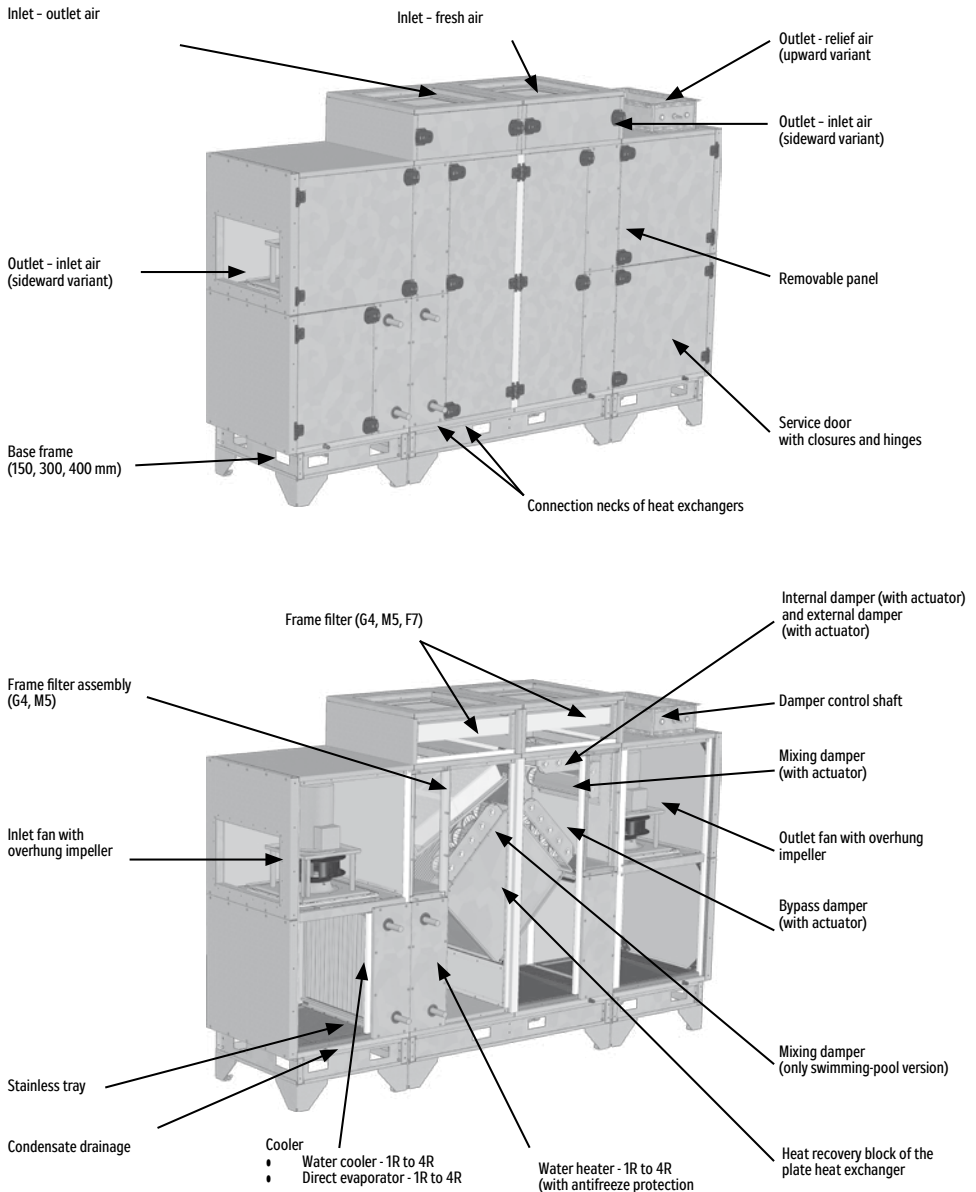 Inlet – outlet air
Inlet – fresh air
Outlet - relief air
(upward variant
Outlet – inlet air
(sideward variant)
Outlet – inlet air
(sideward variant)
Removable panel
Service door
with closures and hinges
Base frame
(150, 300, 400 mm)
Connection necks of heat exchangers
Internal damper (with actuator)
and external damper
(with actuator)
Frame filter (G4, M5, F7)
Frame filter assembly
(G4, M5)
Damper control shaft
Mixing damper
(with actuator)
Inlet fan with
overhung impeller
Outlet fan with overhung
impeller
Bypass damper
(with actuator)
Mixing damper
(only swimming-pool version)
Stainless tray
Condensate drainage
Cooler
• Water cooler - 1R to 4R
• Direct evaporator - 1R to 4R
Water heater - 1R to 4R
(with antifreeze protection
Heat recovery block of the
plate heat exchanger